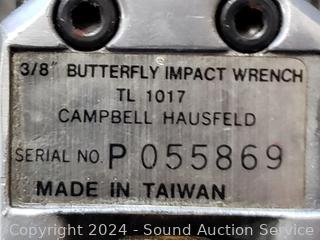 3/8" BUTTERFLY IMPACT WRENCH
TL 1017
CAMPBELL HAUSFELD
SERIAL NO. P 055869
MADE IN TAIWAN
Copyright 2024 - Sound Auction Service